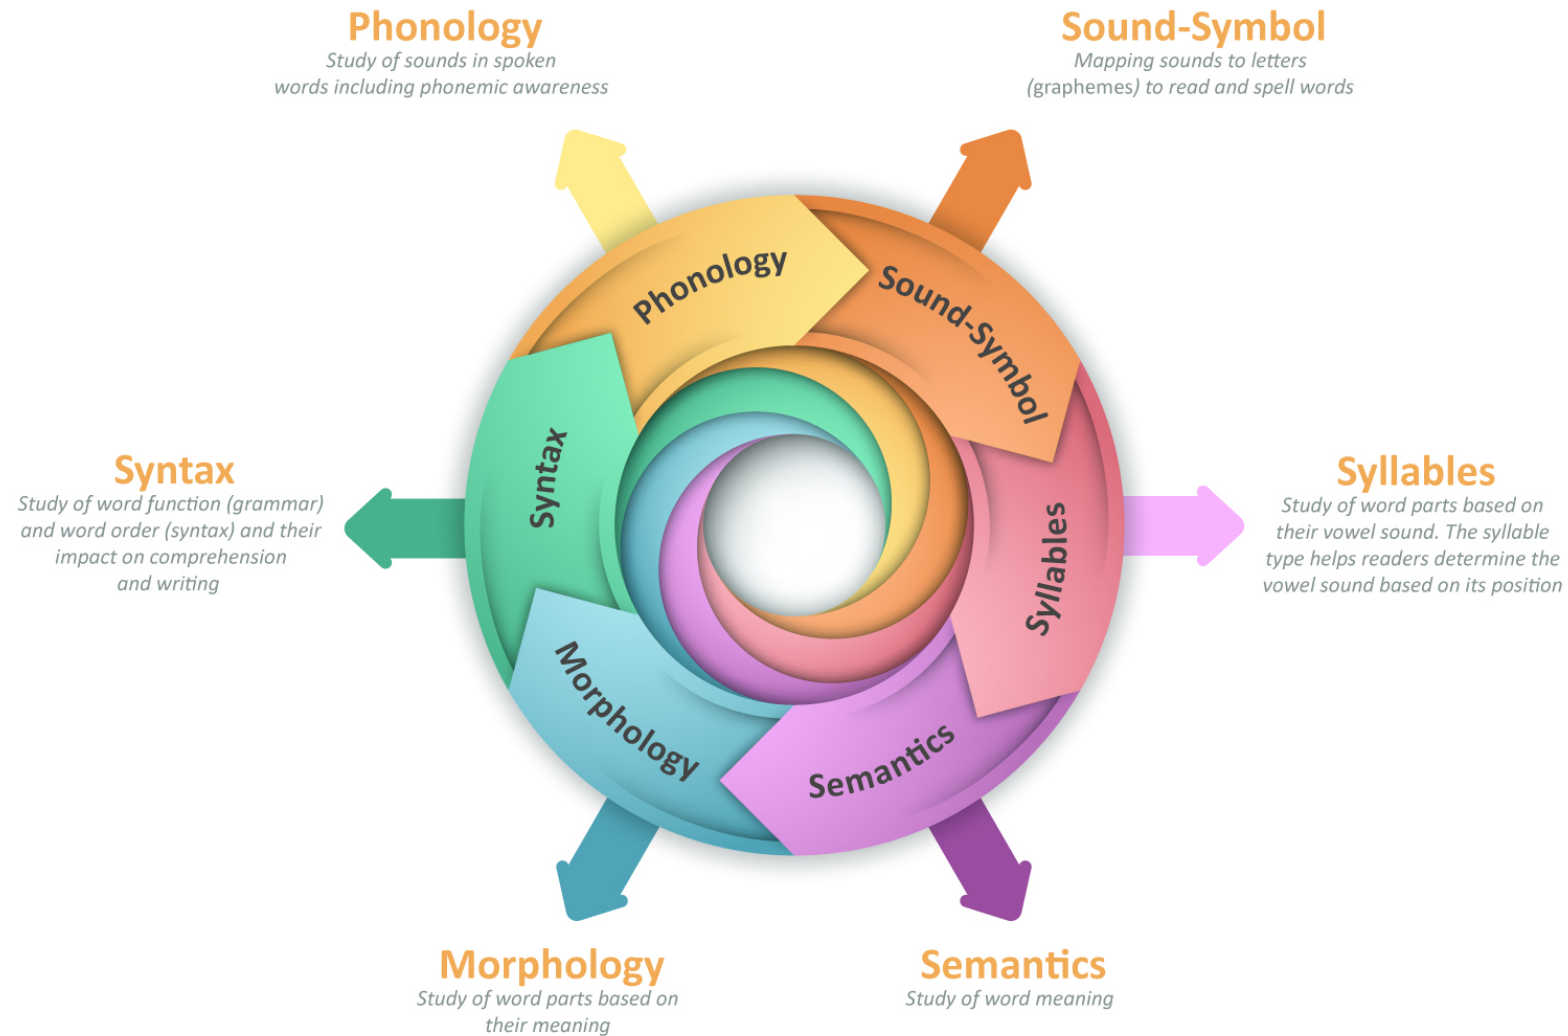 Phonology
Study of sounds in spoken
words including phonemic awareness
Sound-Symbol
Mapping sounds to letters
(graphemes) to read and spell words
Phonology
Sound-Symbol
Syllables
Semantics
Morphology
Syntax
Syntax
Study of word function (grammar)
and word order (syntax) and their
impact on comprehension
and writing
Syllables
Study of word parts based on
their vowel sound. The syllable
type helps readers determine the
vowel sound based on its position
Morphology
Study of word parts based on
their meaning
Semantics
Study of word meaning